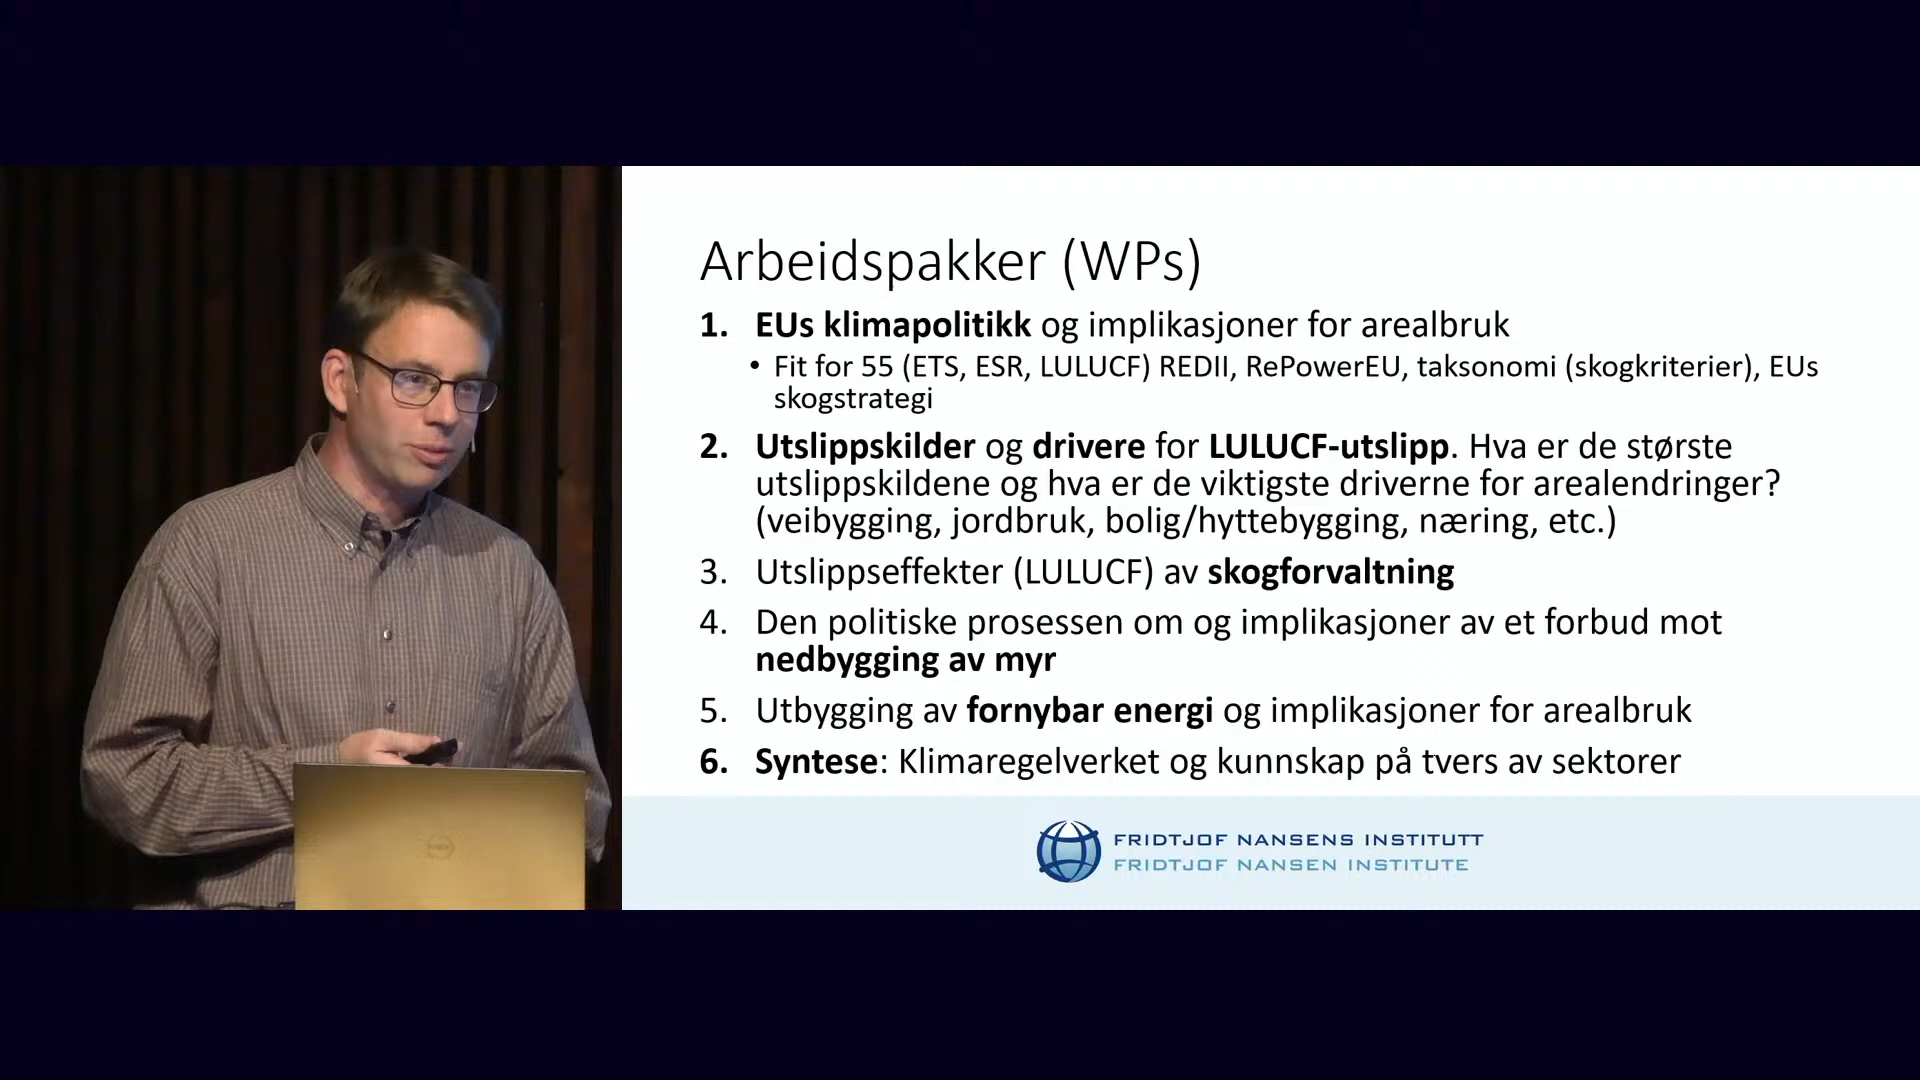 Arbeidspakker (WPs)
1. EUs klimapolitikk og implikasjoner for arealbruk
• Fit for 55 (ETS, ESR, LULUCF) REDII, RePowerEU, taksonomi (skogkriterier), EUs
skogstrategi
2. Utslippskilder og drivere for LULUCF-utslipp. Hva er de største
utslippskildene og hva er de viktigste driverne for arealendringer?
(veibygging, jordbruk, bolig/hyttebygging, næring, etc.)
3. Utslippseffekter (LULUCF) av skogforvaltning
4. Den politiske prosessen om og implikasjoner av et forbud mot
nedbygging av myr
5. Utbygging av fornybar energi og implikasjoner for arealbruk
6. Syntese: Klimaregelverket og kunnskap på tvers av sektorer
FRIDTJOF NANSENS INSTITUTT
FRIDTJOF NANSEN INSTITUTE